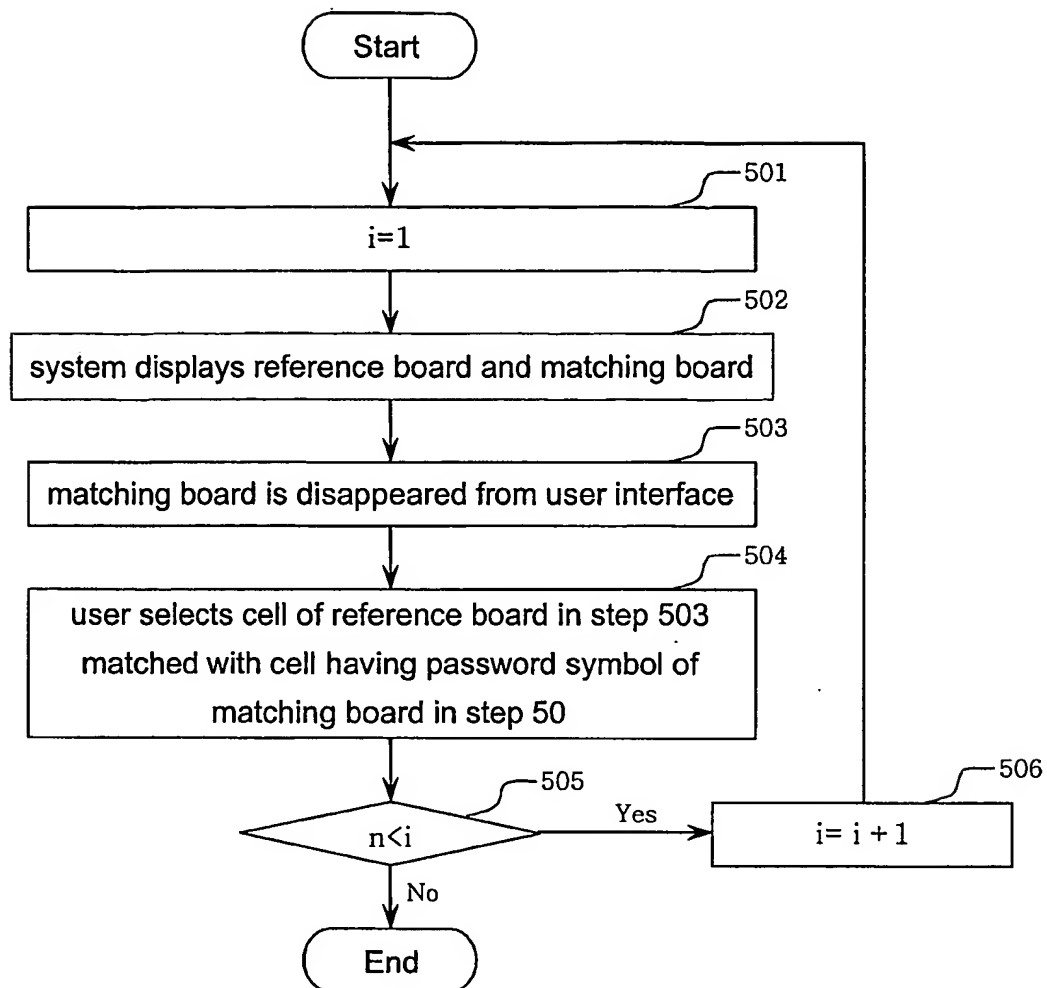 Start
501
i=1
502
system displays reference board and matching board
503
matching board is disappeared from user interface
504
user selects cell of reference board in step 503
matched with cell having password symbol of
matching board in step 50
505
n<i
Yes
506
i= i + 1
No
End